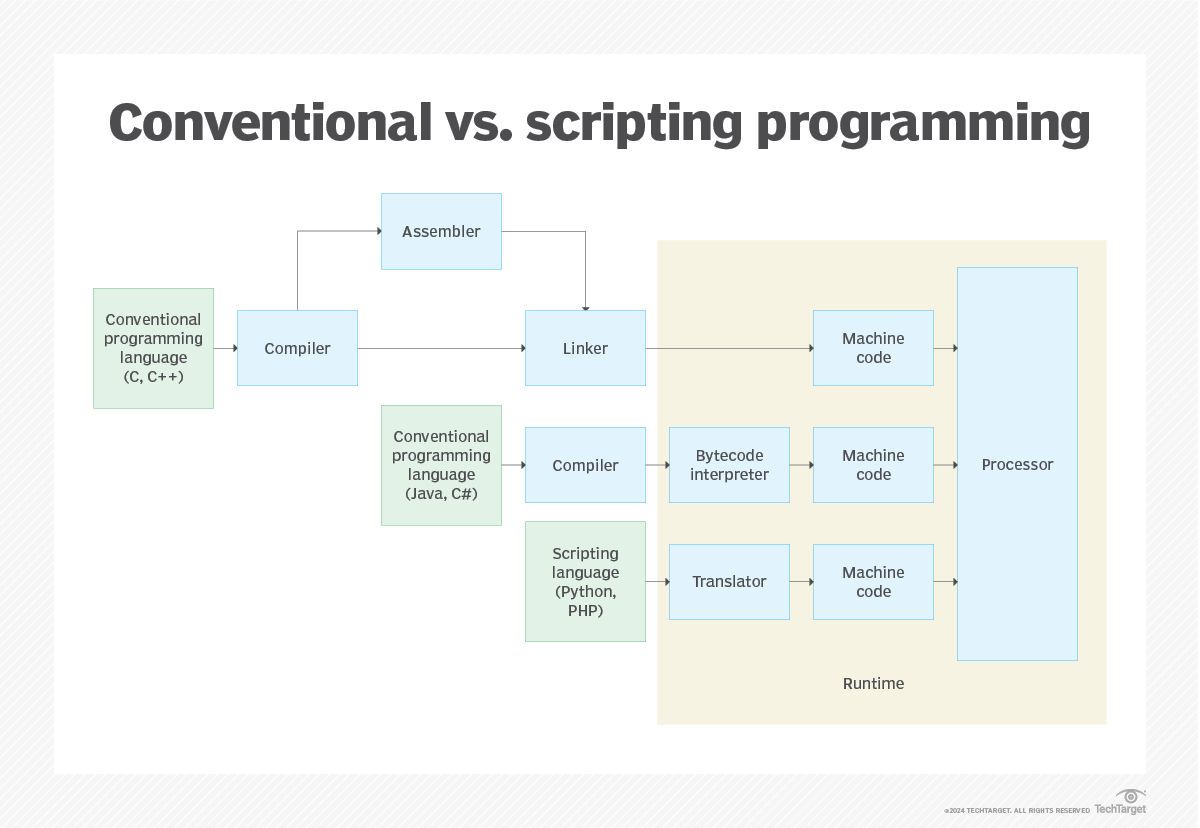 Conventional vs. scripting programming
Assembler
Conventional
programming
language
(C, C++)
Compiler
Linker
Machine
code
Conventional
programming
language
(Java, C#)
Compiler
Bytecode
interpreter
Machine
code
Processor
Scripting
language
(Python,
PHP)
Translator
Machine
code
Runtime
©2024 TECHTARGET. ALL RIGHTS RESERVED
TechTarget